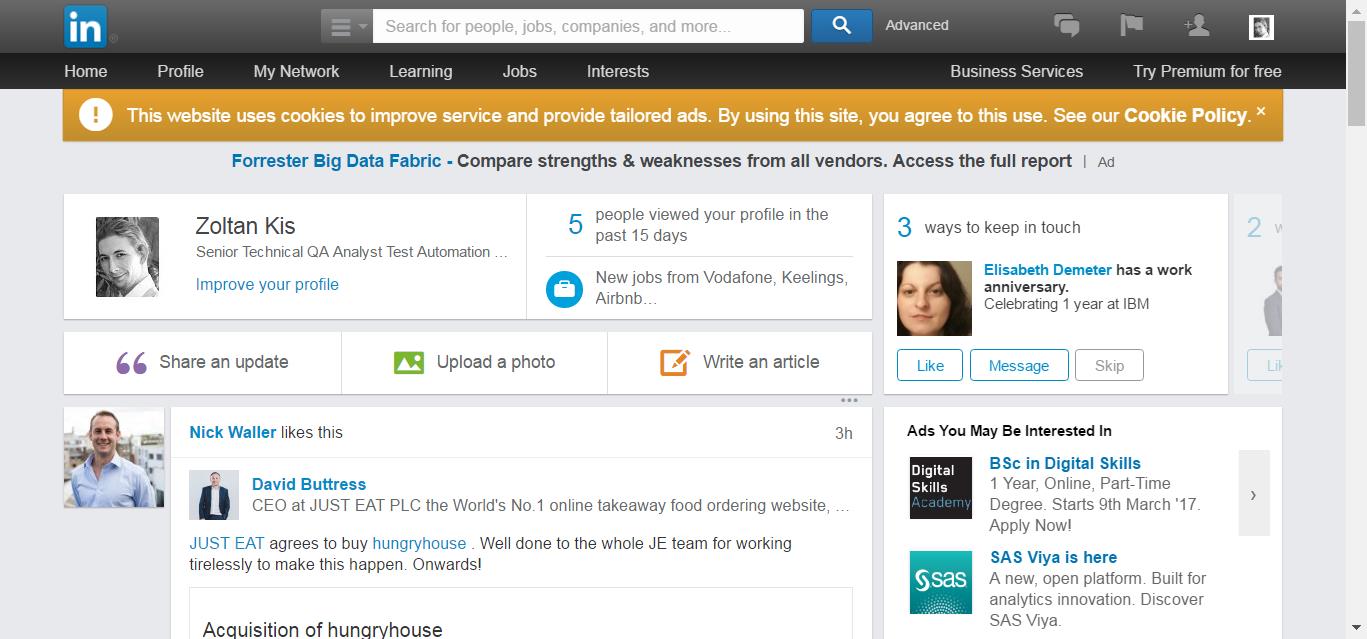 in
Search for people, jobs, companies, and more...
Advanced
Home
Profile
My Network
Learning
Jobs
Interests
Business Services
Try Premium for free
This website uses cookies to improve service and provide tailored ads. By using this site, you agree to this use. See our Cookie Policy. ×
Forrester Big Data Fabric - Compare strengths & weaknesses from all vendors. Access the full report | Ad
Zoltan Kis
Senior Technical QA Analyst Test Automation ...
Improve your profile
5 people viewed your profile in the
past 15 days
New jobs from Vodafone, Keelings,
Airbnb…
3 ways to keep in touch
Elisabeth Demeter has a work
anniversary.
Celebrating 1 year at IBM
Like
Message
Skip
2
Share an update
Upload a photo
Write an article
Nick Waller likes this
3h
David Buttress
CEO at JUST EAT PLC the World's No.1 online takeaway food ordering website, ...
JUST EAT agrees to buy hungryhouse . Well done to the whole JE team for working
tirelessly to make this happen. Onwards!
Acquisition of hungryhouse
Ads You May Be Interested In
Digital
Skills
Academy
BSc in Digital Skills
1 Year, Online, Part-Time
Degree. Starts 9th March '17.
Apply Now!
sas
SAS Viya is here
A new, open platform. Built for
analytics innovation. Discover
SAS Viya.